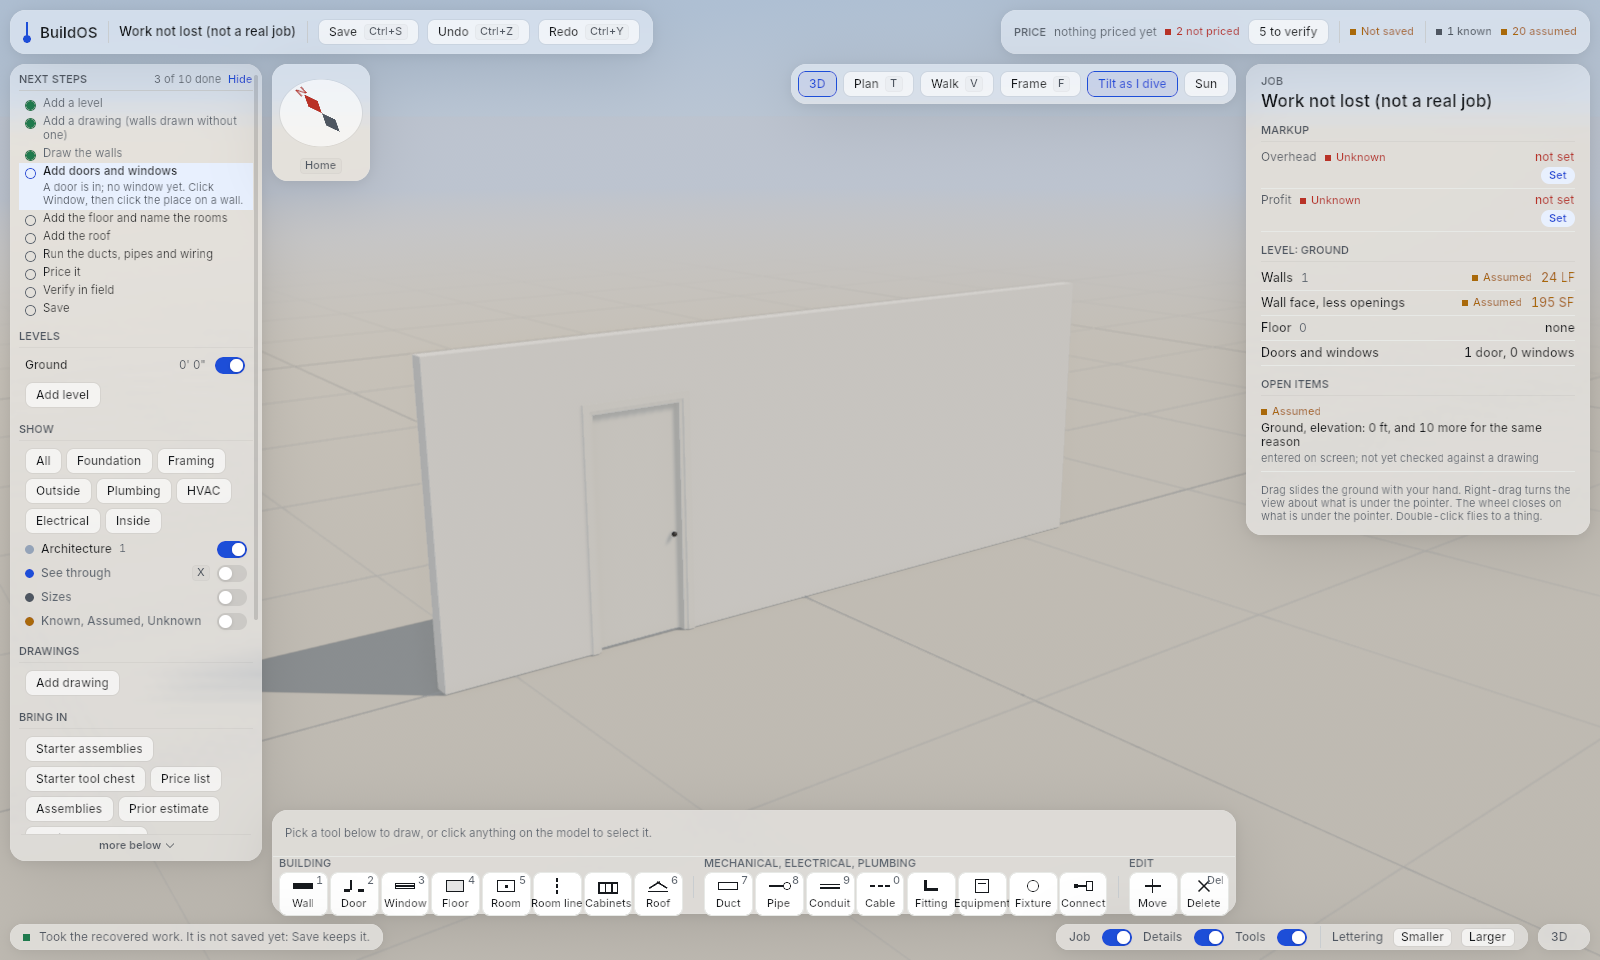 BuildOS
Work not lost (not a real job)
Save Ctrl+S
Undo Ctrl+Z
Redo Ctrl+Y
PRICE nothing priced yet 2 not priced
5 to verify
Not saved
1 known 20 assumed
NEXT STEPS 3 of 10 done Hide
Add a level
Add a drawing (walls drawn without
one)
Draw the walls
Add doors and windows
A door is in; no window yet. Click
Window, then click the place on a wall.
Add the floor and name the rooms
Add the roof
Run the ducts, pipes and wiring
Price it
Verify in field
Save
LEVELS
Ground 0' 0"
Add level
SHOW
All Foundation Framing
Outside Plumbing HVAC
Electrical Inside
Architecture 1
See through X
Sizes
Known, Assumed, Unknown
DRAWINGS
Add drawing
BRING IN
Starter assemblies
Starter tool chest Price list
Assemblies Prior estimate
more below
N
Home
3D
Plan T
Walk V
Frame F
Tilt as I dive
Sun
JOB
Work not lost (not a real job)
MARKUP
Overhead Unknown not set
Set
Profit Unknown not set
Set
LEVEL: GROUND
Walls 1 Assumed 24 LF
Wall face, less openings Assumed 195 SF
Floor 0 none
Doors and windows 1 door, 0 windows
OPEN ITEMS
Assumed
Ground, elevation: 0 ft, and 10 more for the same
reason
entered on screen; not yet checked against a drawing
Drag slides the ground with your hand. Right-drag turns the
view about what is under the pointer. The wheel closes on
what is under the pointer. Double-click flies to a thing.
Pick a tool below to draw, or click anything on the model to select it.
BUILDING
1 Wall
2 Door
3 Window
4 Floor
5 Room
Room line
Cabinets
6 Roof
MECHANICAL, ELECTRICAL, PLUMBING
7 Duct
8 Pipe
9 Conduit
0 Cable
Fitting
Equipment
Fixture
Connect
EDIT
Move
Del Delete
Took the recovered work. It is not saved yet: Save keeps it.
Job Details Tools
Lettering Smaller Larger
3D